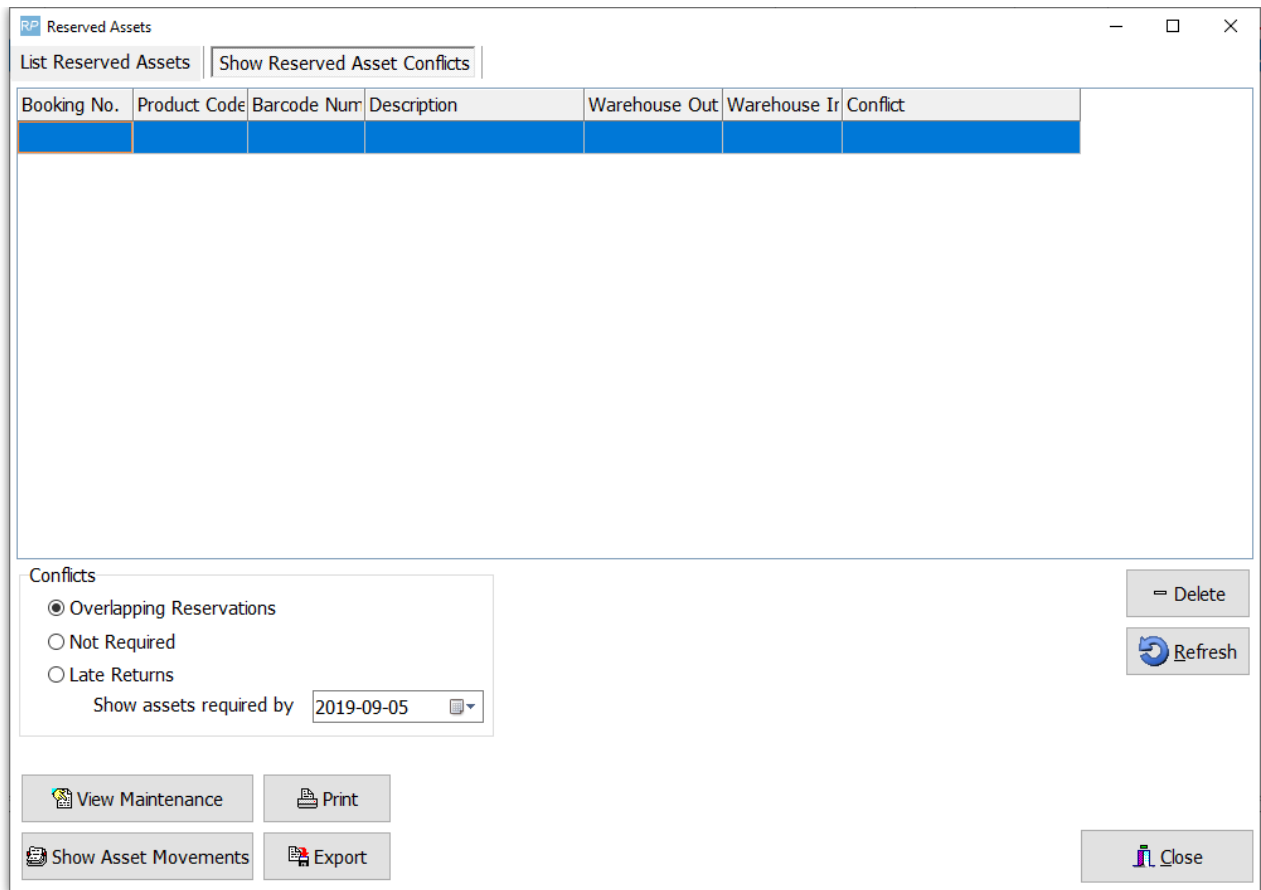 RP Reserved Assets
List Reserved Assets Show Reserved Asset Conflicts
Booking No. Product Code Barcode Num Description Warehouse Out Warehouse In Conflict
Conflicts
Overlapping Reservations
Not Required
Late Returns
Show assets required by 2019-09-05
Delete
Refresh
View Maintenance Print
Show Asset Movements Export
Close